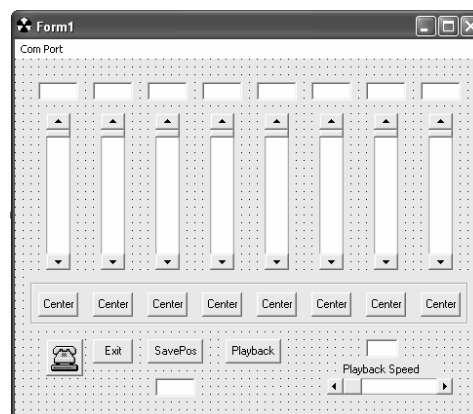 Form1
Com Port
Center Center Center Center Center Center Center Center
Exit SavePos Playback
Playback Speed